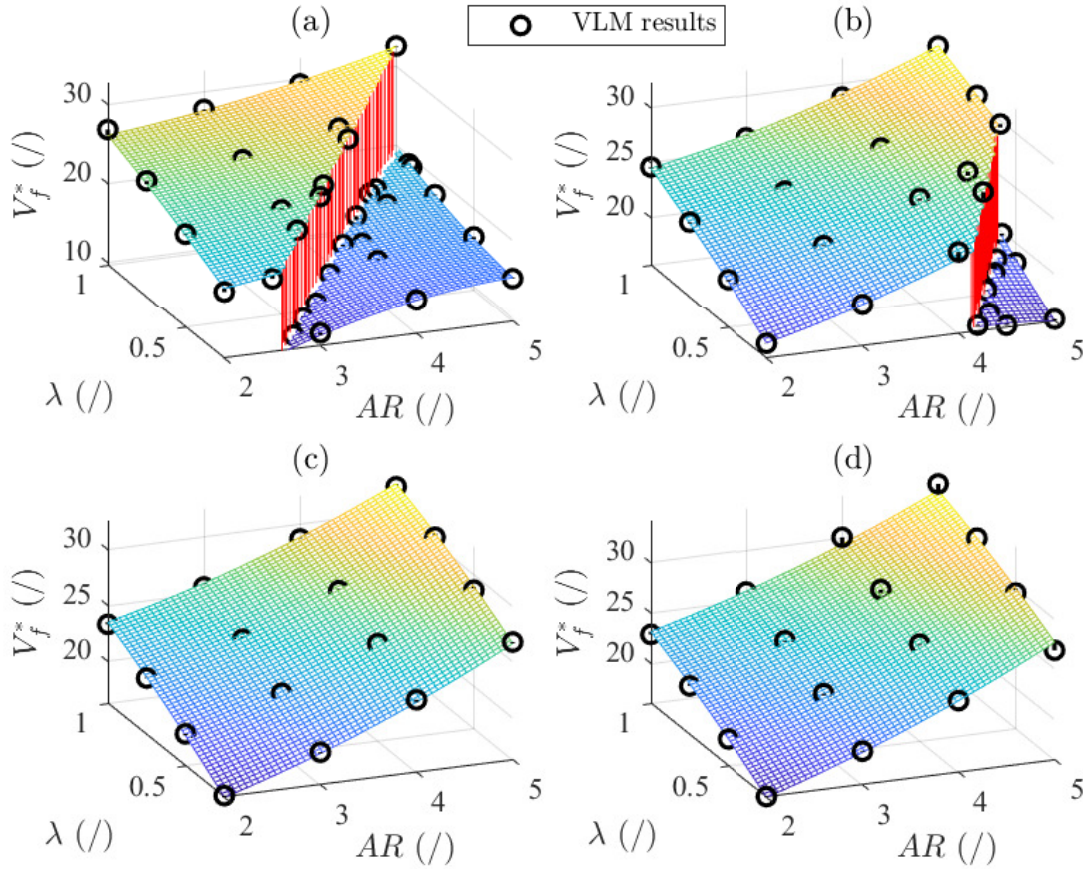 (a)
VLM results
(b)
30
20
10
V_f^* (/)
1
0.5
λ (/)
2
3
4
5
AR (/)
30
25
20
V_f^* (/)
1
0.5
λ (/)
2
3
4
5
AR (/)
(c)
(d)
30
25
20
V_f^* (/)
1
0.5
λ (/)
2
3
4
5
AR (/)
30
25
20
V_f^* (/)
1
0.5
λ (/)
2
3
4
5
AR (/)